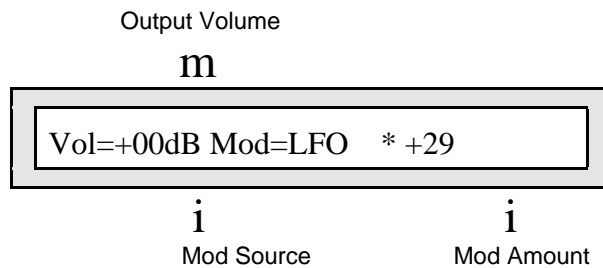 Output Volume
m
Vol=+00dB Mod=LFO * +29
i i
Mod Source Mod Amount